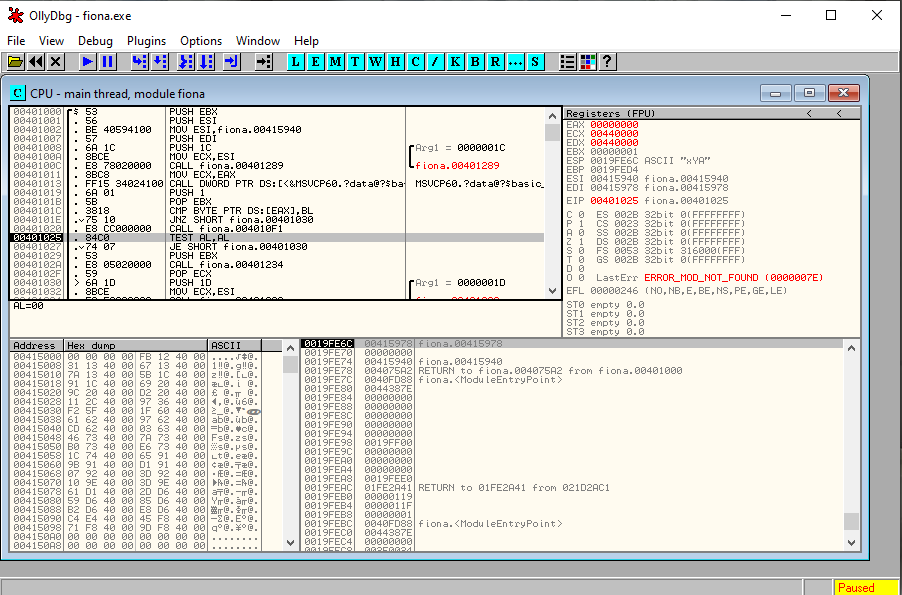 OllyDbg - fiona.exe
File View Debug Plugins Options Window Help
L E M T W H C / K B R ... S ?
C CPU - main thread, module fiona
00401000 $ 53 PUSH EBX
00401001 . 56 PUSH ESI
00401002 . BE 40594100 MOV ESI,fiona.00415940
00401007 . 57 PUSH EDI
00401008 . 6A 1C PUSH 1C Arg1 = 0000001C
0040100A . 8BCE MOV ECX,ESI
0040100C . E8 78020000 CALL fiona.00401289 fiona.00401289
00401011 . 8BC8 MOV ECX,EAX
00401013 . FF15 34024100 CALL DWORD PTR DS:[<&MSVCP60.?data@?$bas MSVCP60.?data@?$basic_
00401019 . 6A 01 PUSH 1
0040101B . 5B POP EBX
0040101C . 3818 CMP BYTE PTR DS:[EAX],BL
0040101E . 75 10 JNZ SHORT fiona.00401030
00401020 . E8 CC000000 CALL fiona.004010F1
00401025 . 84C0 TEST AL,AL
00401027 . 74 07 JE SHORT fiona.00401030
00401029 . 53 PUSH EBX
0040102A . E8 05020000 CALL fiona.00401234
0040102F . 59 POP ECX
00401030 > 6A 1D PUSH 1D Arg1 = 0000001D
00401032 . 8BCE MOV ECX,ESI
AL=00
Registers (FPU) < <
EAX 00000000
ECX 00440000
EDX 00440000
EBX 00000001
ESP 0019FE6C ASCII "xYA"
EBP 0019FED4
ESI 00415940 fiona.00415940
EDI 00415978 fiona.00415978
EIP 00401025 fiona.00401025
C 0 ES 002B 32bit 0(FFFFFFFF)
P 1 CS 0023 32bit 0(FFFFFFFF)
A 0 SS 002B 32bit 0(FFFFFFFF)
Z 1 DS 002B 32bit 0(FFFFFFFF)
S 0 FS 0053 32bit 316000(FFF)
T 0 GS 002B 32bit 0(FFFFFFFF)
D 0
O 0 LastErr ERROR_MOD_NOT_FOUND (0000007E)
EFL 00000246 (NO,NB,E,BE,NS,PE,GE,LE)
ST0 empty 0.0
ST1 empty 0.0
ST2 empty 0.0
ST3 empty 0.0
Address Hex dump ASCII
00415000 00 00 00 00 FB 12 40 00
00415008 31 13 40 00 67 13 40 00
00415010 7A 13 40 00 5B 1C 40 00
00415018 91 1C 40 00 69 20 40 00
00415020 9C 20 40 00 D2 20 40 00
00415028 11 2C 40 00 97 36 40 00
00415030 F2 5F 40 00 1F 60 40 00
00415038 61 62 40 00 97 62 40 00
00415040 CD 62 40 00 03 63 40 00
00415048 46 73 40 00 7A 73 40 00
00415050 B0 73 40 00 E6 73 40 00
00415058 1C 74 40 00 65 91 40 00
00415060 9B 91 40 00 D1 91 40 00
00415068 07 92 40 00 3D 92 40 00
00415070 10 9E 40 00 3D 9E 40 00
00415078 61 D1 40 00 2D D6 40 00
00415080 59 D6 40 00 85 D6 40 00
00415088 B2 D6 40 00 E8 D6 40 00
00415090 C4 E4 40 00 45 F8 40 00
00415098 71 F8 40 00 9D F8 40 00
004150A0 00 00 00 00 00 00 00 00 ........
004150A8 00 00 00 00 00 00 00 00 ........
0019FE6C 00415978 fiona.00415978
0019FE70 00000000
0019FE74 00415940 fiona.00415940
0019FE78 004075A2 RETURN to fiona.004075A2 from fiona.00401000
0019FE7C 0040FD88 fiona.<ModuleEntryPoint>
0019FE80 0044387E
0019FE84 00000000
0019FE88 00000000
0019FE8C 00000000
0019FE90 00000000
0019FE94 00000000
0019FE98 0019FF00
0019FE9C 00000000
0019FEA0 00000000
0019FEA4 00000000
0019FEA8 0019FEE0
0019FEAC 01FE2A41 RETURN to 01FE2A41 from 021D2AC1
0019FEB0 00000119
0019FEB4 0000011F
0019FEB8 00000001
0019FEBC 0040FD88 fiona.<ModuleEntryPoint>
0019FEC0 0044387E
0019FEC4 00000000
Paused